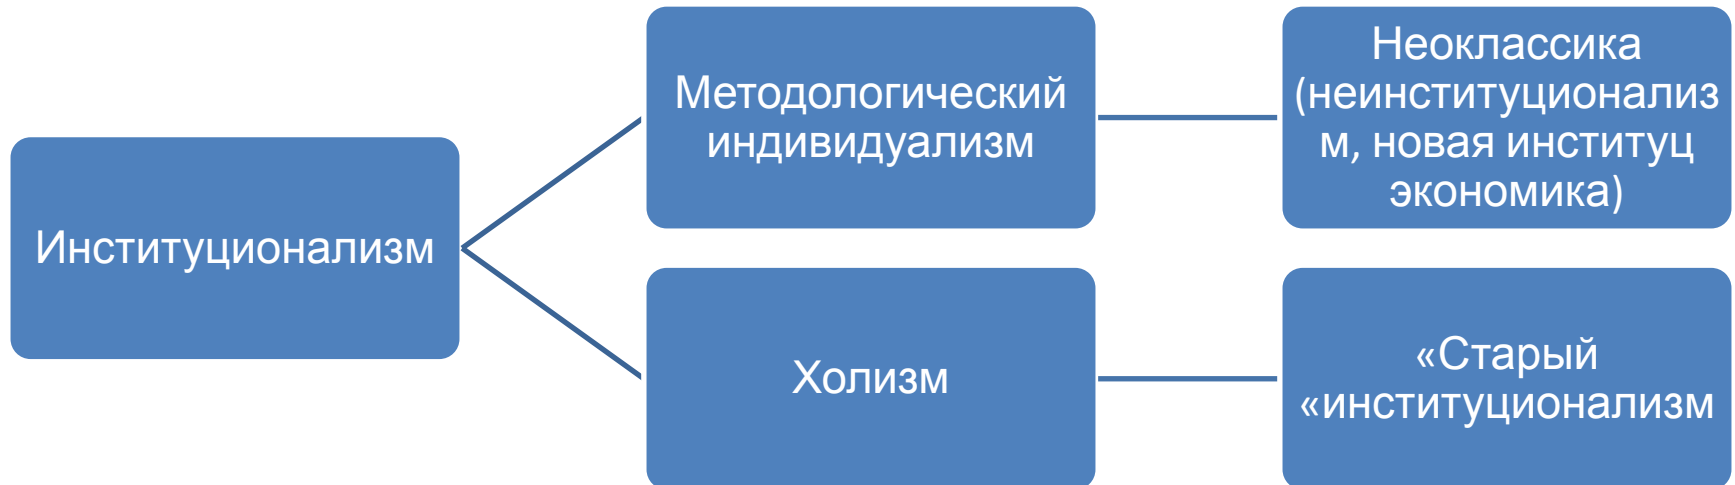 Институционализм
Методологический
индивидуализм
Неоклассика
(неинституционализ
м, новая институц
экономика)
Холизм
«Старый
«институционализм